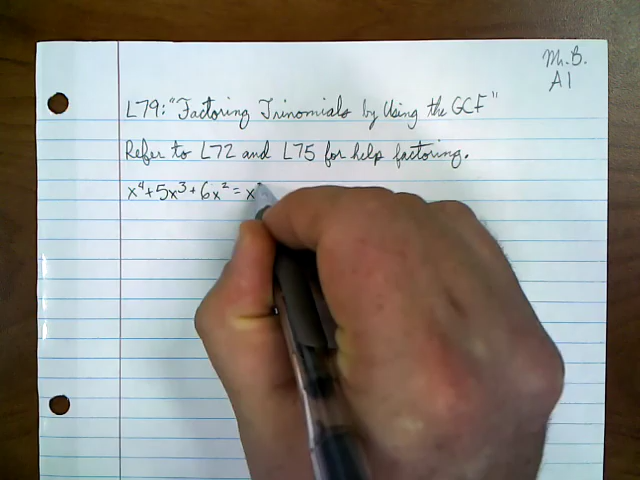 Mr. B.
A1
L79: "Factoring Trinomials by Using the GCF"
Refer to L72 and L75 for help factoring.
x⁴+5x³+6x²=x